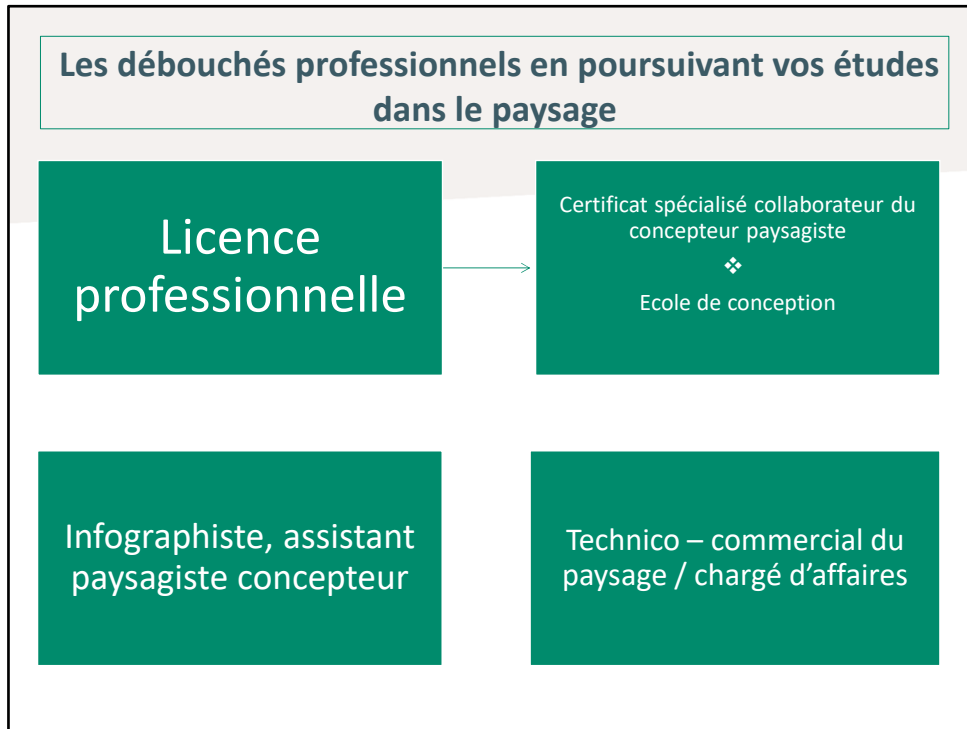 Les débouchés professionnels en poursuivant vos études
dans le paysage
Licence
professionnelle
Certificat spécialisé collaborateur du
concepteur paysagiste
❖
Ecole de conception
Infographiste, assistant
paysagiste concepteur
Technico – commercial du
paysage / chargé d’affaires